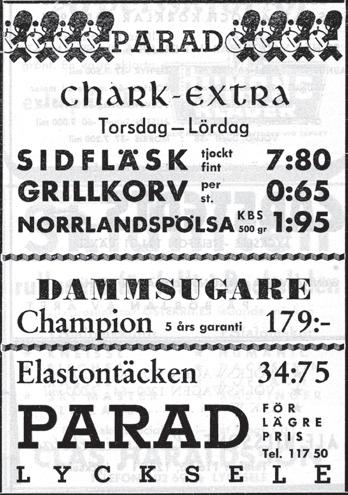 PARAD
CHARK-EXTRA
Torsdag – Lördag
SIDFLÄSK tjockt fint 7:80
GRILLKORV per st. 0:65
NORRLANDSPÖLSA KBS 500 gr 1:95
DAMMSUGARE
Champion 5 års garanti 179:-
Elastontäcken 34:75
PARAD FÖR LÄGRE PRIS Tel. 117 50
LYCKSELE